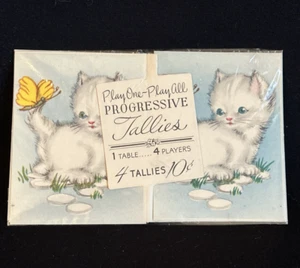 Play One-Play All
PROGRESSIVE
Tallies
1 TABLE..... 4 PLAYERS
4 TALLIES 10¢